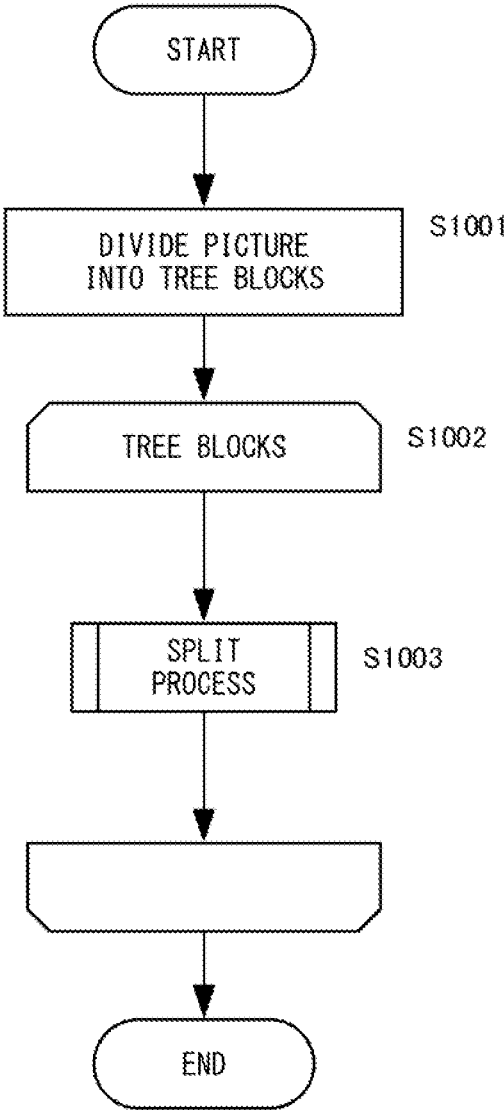 START
DIVIDE PICTURE
INTO TREE BLOCKS
S1001
TREE BLOCKS
S1002
SPLIT
PROCESS
S1003
END